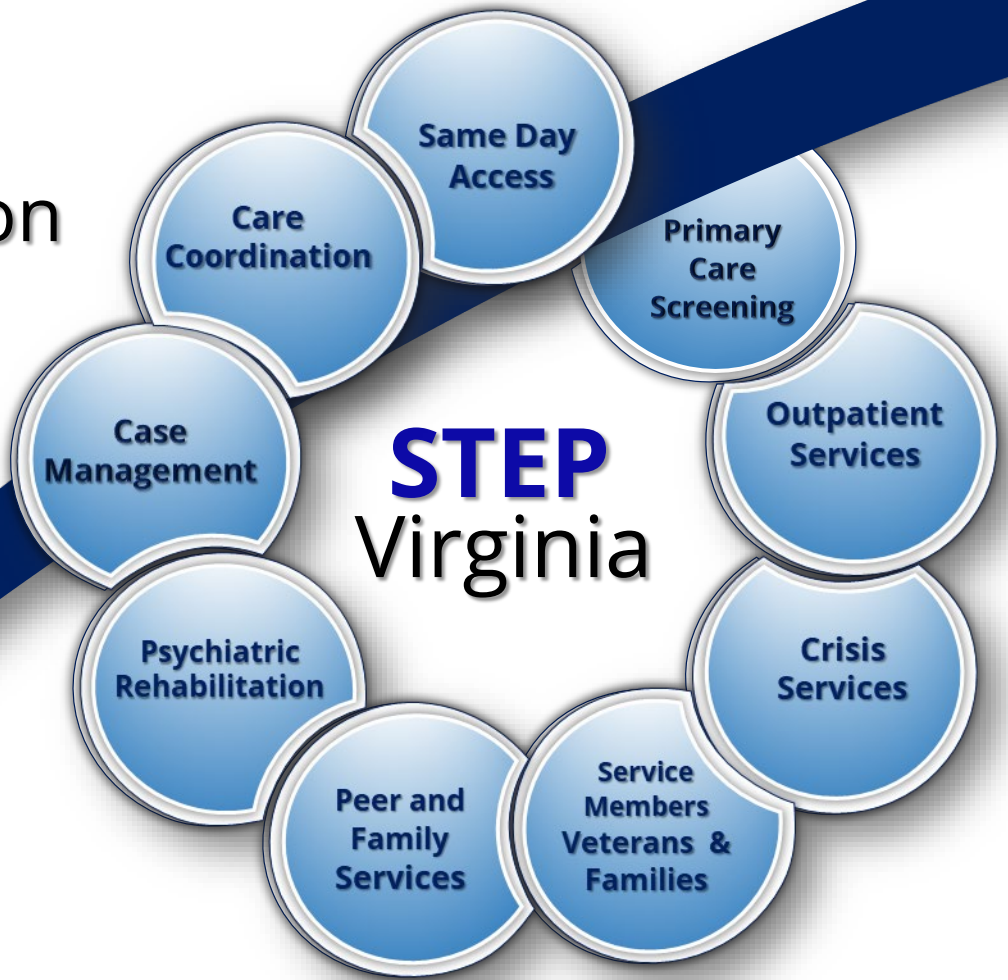 Same Day
Access
Primary
Care
Screening
Outpatient
Services
Crisis
Services
Service
Members
Veterans &
Families
Peer and
Family
Services
Psychiatric
Rehabilitation
Case
Management
Care
Coordination
on
STEP
Virginia